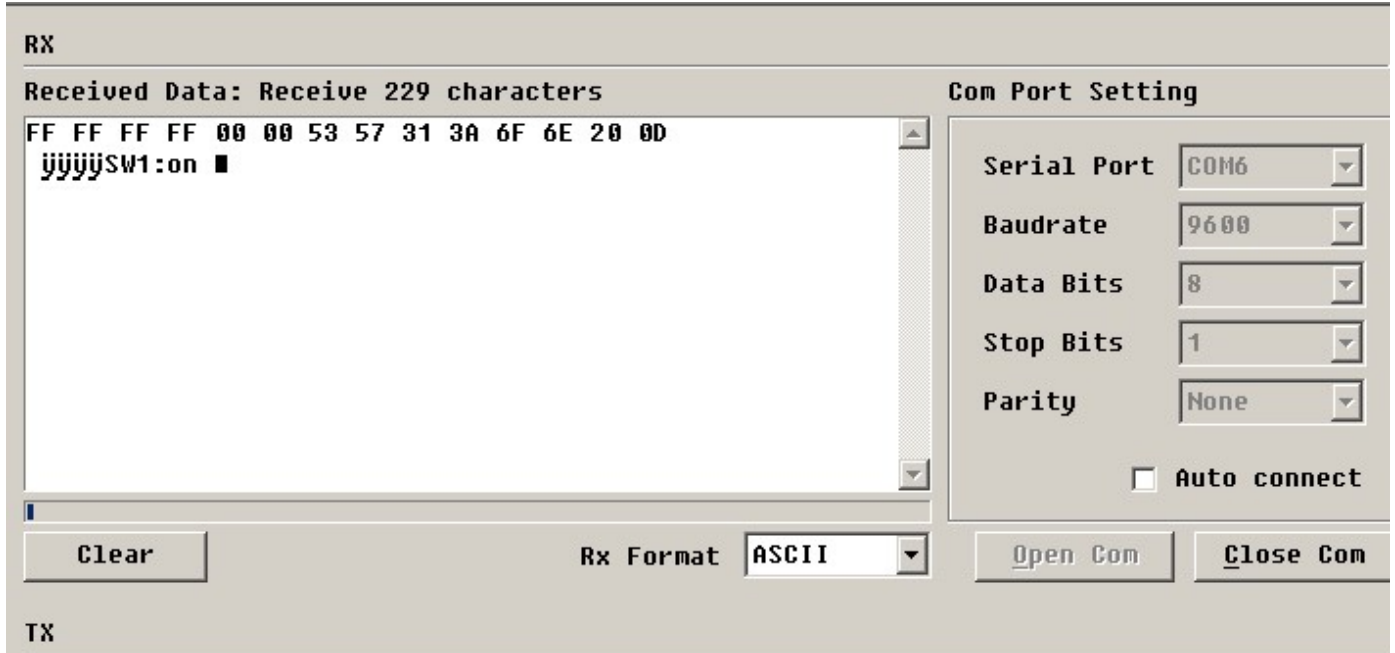 RX
Received Data: Receive 229 characters
FF FF FF FF 00 00 53 57 31 3A 6F 6E 20 0D
ÿÿÿÿSW1:on ■
Clear
Rx Format ASCII
Com Port Setting
Serial Port COM6
Baudrate 9600
Data Bits 8
Stop Bits 1
Parity None
Auto connect
Open Com Close Com
TX